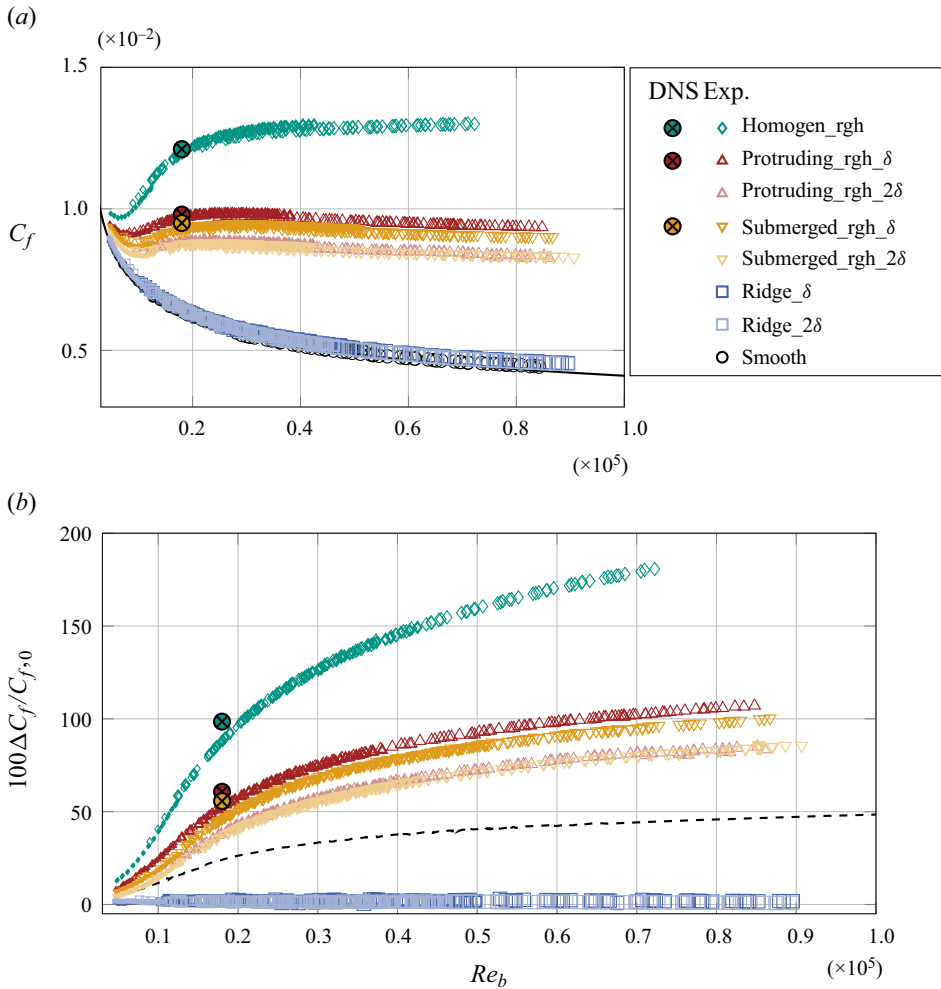 (a)
(×10⁻²)
1.5
1.0
0.5
C_f
0.2 0.4 0.6 0.8 1.0
(×10⁵)
DNS Exp.
Homogen_rgh
Protruding_rgh_δ
Protruding_rgh_2δ
Submerged_rgh_δ
Submerged_rgh_2δ
Ridge_δ
Ridge_2δ
Smooth
(b)
200
150
100
50
0
100ΔC_f/C_{f,0}
0.1 0.2 0.3 0.4 0.5 0.6 0.7 0.8 0.9 1.0
Re_b
(×10⁵)